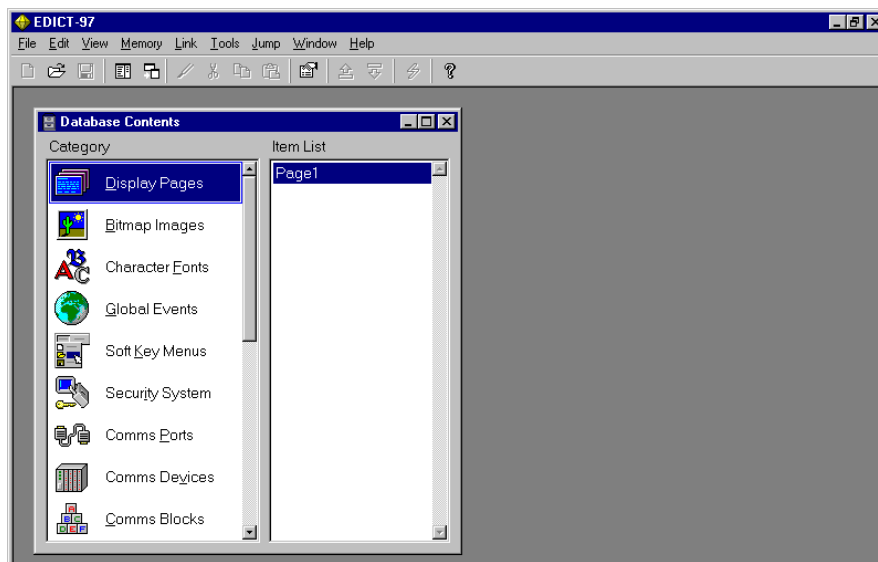 EDICT-97
File Edit View Memory Link Tools Jump Window Help
Database Contents
Category Item List
Display Pages
Page1
Bitmap Images
Character Fonts
Global Events
Soft Key Menus
Security System
Comms Ports
Comms Devices
Comms Blocks